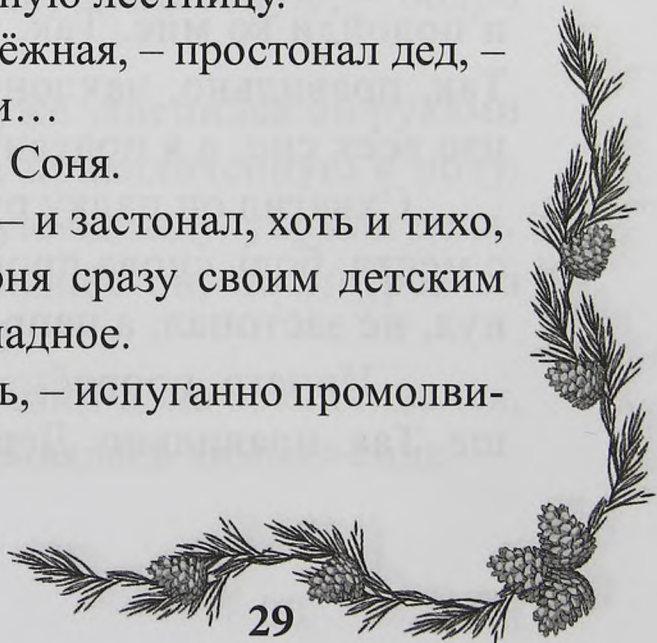 ную лестницу.
ёжная, – простонал дед, –
и…
Соня.
– и застонал, хоть и тихо,
оня сразу своим детским
ладное.
ь, – испуганно промолви-
29